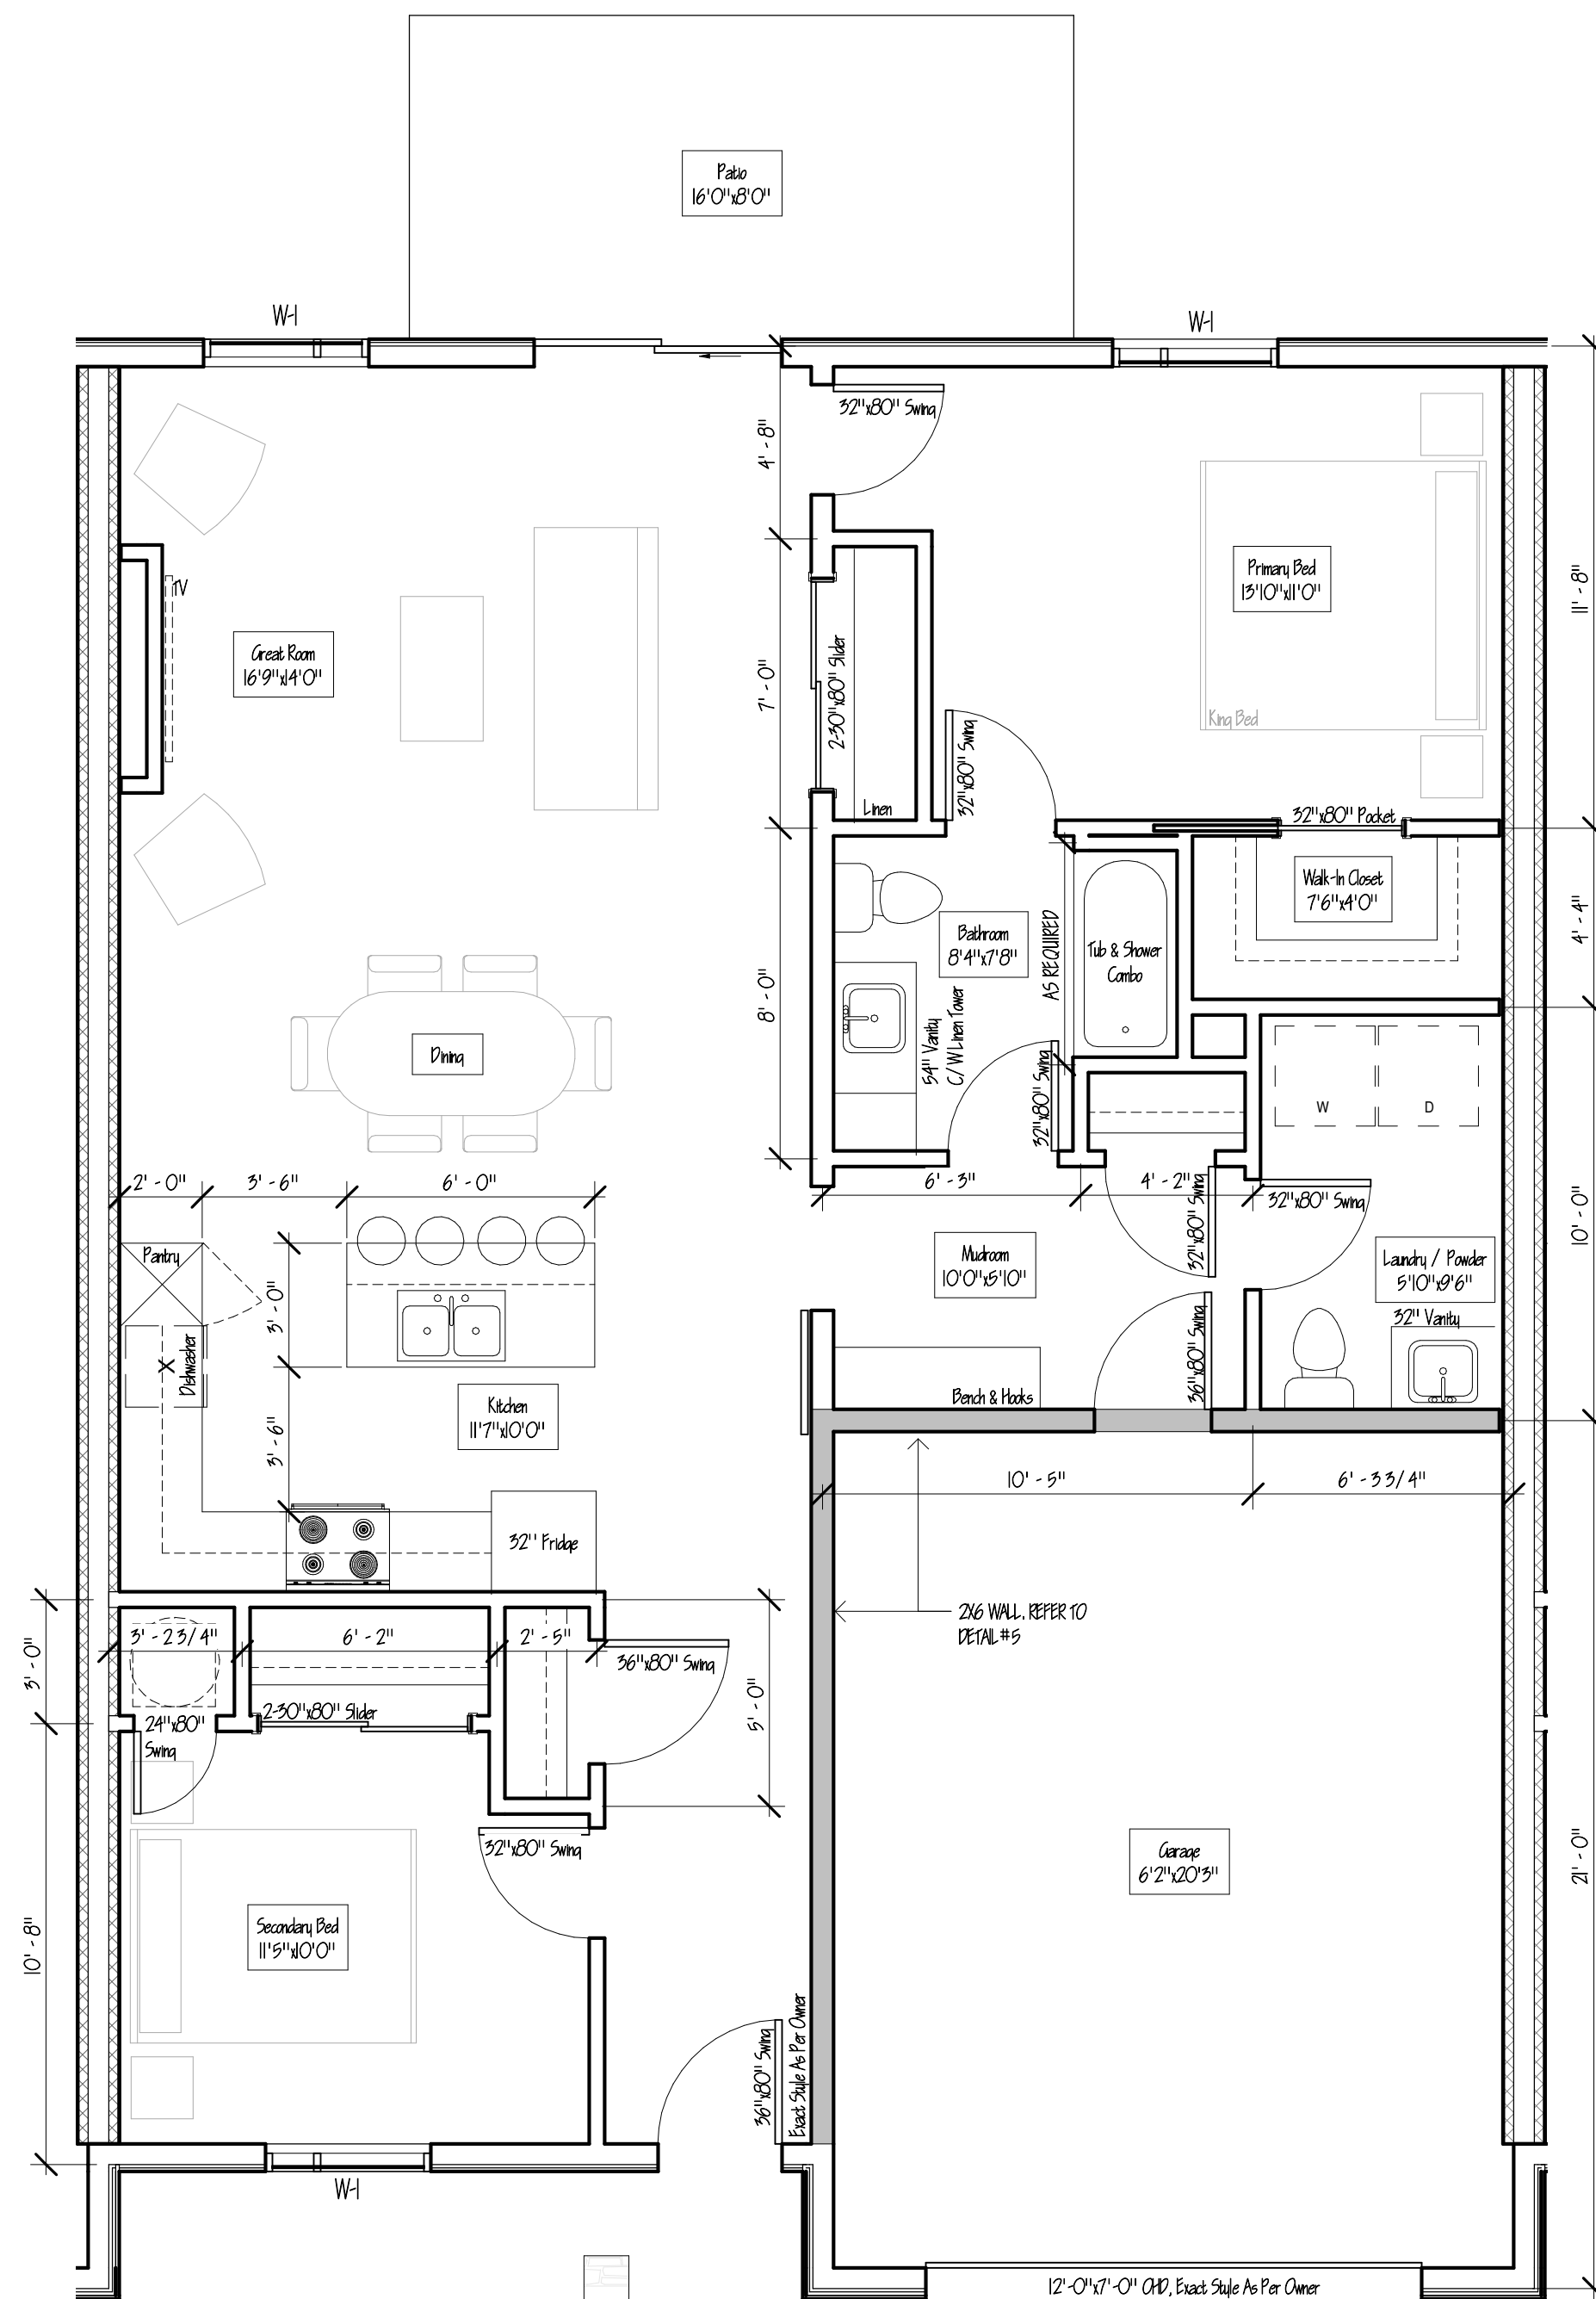 Patio
16'0"x8'0"
W-1
W-1
32"x80" Swing
4' - 8"
TV
Great Room
16'9"x14'0"
7' - 0"
2-30"x80" Slider
Linen
Primary Bed
13'10"x11'0"
King Bed
11' - 8"
32"x80" Swing
32"x80" Pocket
Walk-In Closet
7'6"x4'0"
4' - 4"
Bathroom
8'4"x7'8"
AS REQUIRED
Tub & Shower
Combo
8' - 0"
54" Vanity
C/W Linen Tower
32"x80" Swing
Dining
W
D
2' - 0"
3' - 6"
6' - 0"
6' - 3"
4' - 2"
32"x80" Swing
32"x80" Swing
10' - 0"
Pantry
3' - 0"
Dishwasher
X
Mudroom
10'0"x5'10"
Laundry / Powder
5'10"x9'6"
32" Vanity
36"x80" Swing
Bench & Hooks
Kitchen
11'7"x10'0"
3' - 6"
10' - 5"
6' - 3 3/4"
32" Fridge
2X6 WALL, REFER TO
DETAIL #5
3' - 0"
3' - 2 3/4"
6' - 2"
2' - 5"
36"x80" Swing
5' - 0"
24"x80"
Swing
2-30"x80" Slider
32"x80" Swing
Garage
6'2"x20'3"
21' - 0"
10' - 8"
Secondary Bed
11'5"x10'0"
36"x80" Swing
Exact Style As Per Owner
W-1
12'-0"x7'-0" OHD, Exact Style As Per Owner